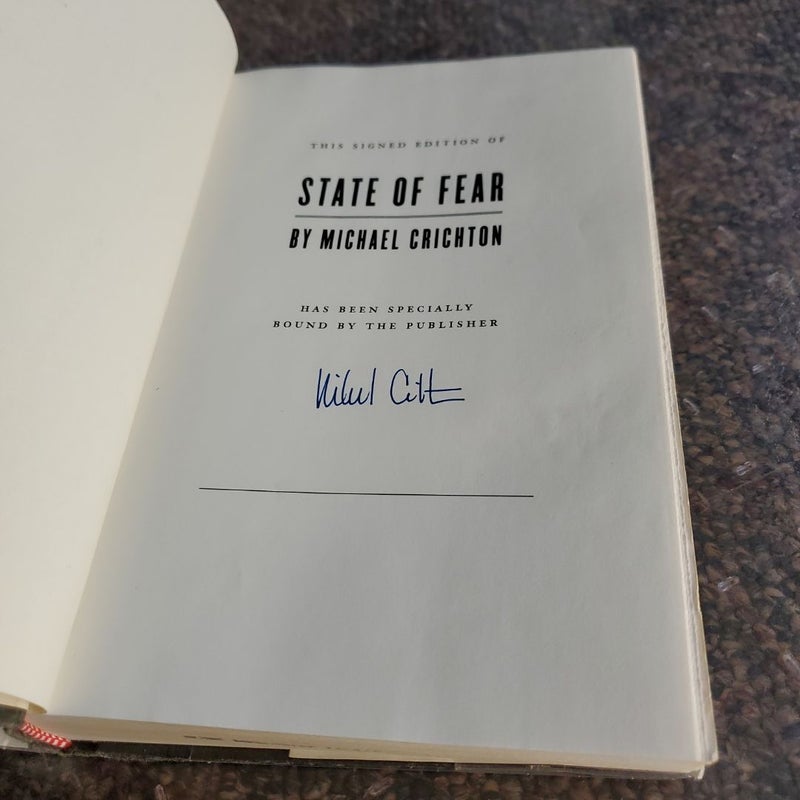 THIS SIGNED EDITION OF
STATE OF FEAR
BY MICHAEL CRICHTON
HAS BEEN SPECIALLY
BOUND BY THE PUBLISHER